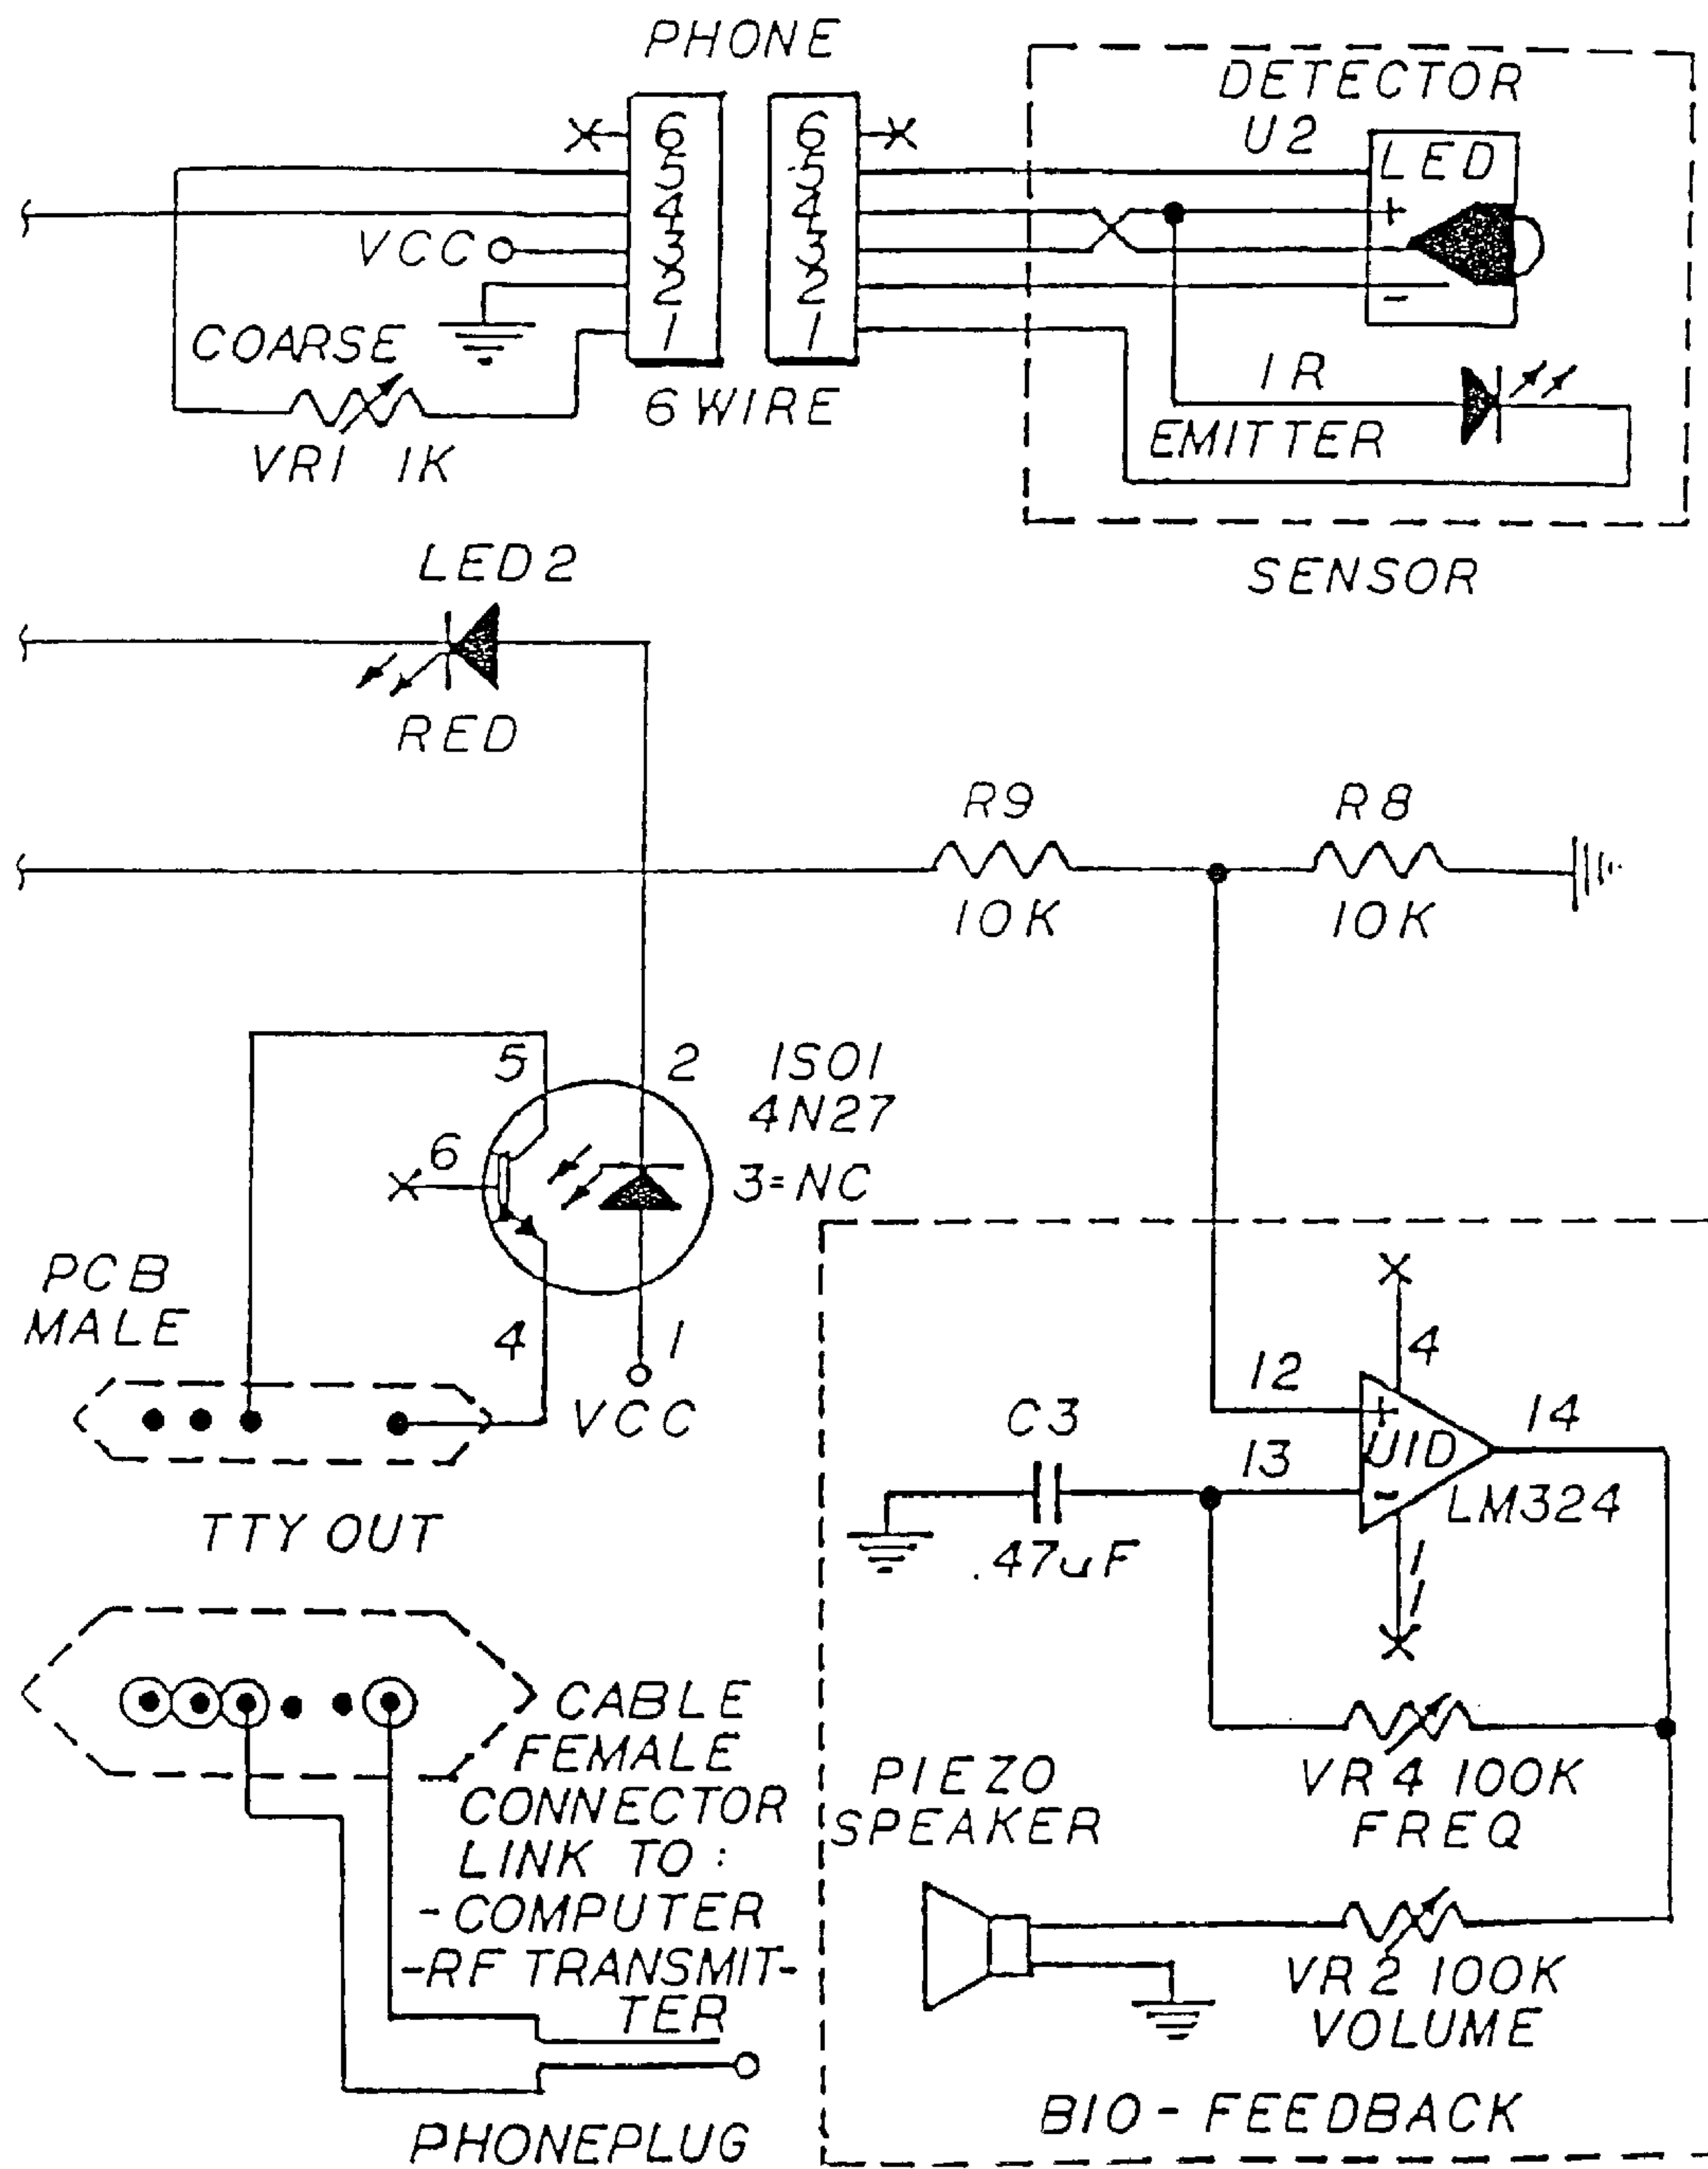 PHONE
6
5
4
3
2
1
6
5
4
3
2
1
VCC
COARSE
VR1 1K
6 WIRE
DETECTOR
U2
LED
+
-
IR
EMITTER
SENSOR
LED2
RED
R9
10K
R8
10K
5
2
ISO1
4N27
6
3=NC
4
1
VCC
PCB
MALE
TTY OUT
CABLE
FEMALE
CONNECTOR
LINK TO:
-COMPUTER
-RF TRANSMIT-
TER
PHONEPLUG
4
12
+
14
C3
13
U1D
-
LM324
.47uF
11
VR4 100K
FREQ
PIEZO
SPEAKER
VR2 100K
VOLUME
BIO-FEEDBACK